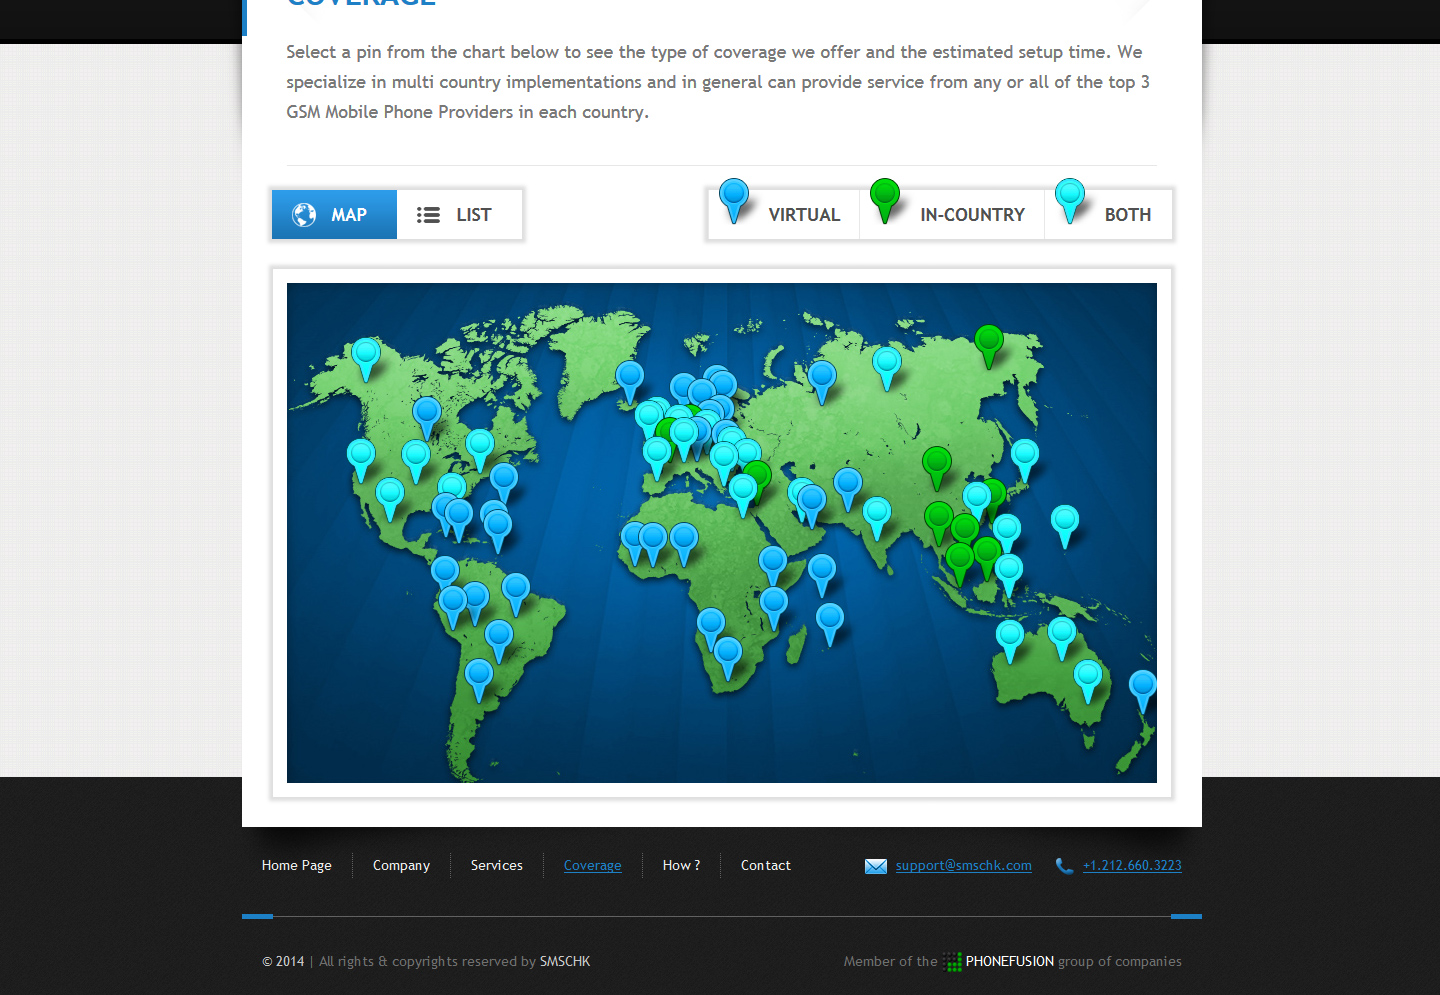 COVERAGE
Select a pin from the chart below to see the type of coverage we offer and the estimated setup time. We
specialize in multi country implementations and in general can provide service from any or all of the top 3
GSM Mobile Phone Providers in each country.
MAP LIST VIRTUAL IN-COUNTRY BOTH
Home Page Company Services Coverage How ? Contact support@smschk.com +1.212.660.3223
© 2014 | All rights & copyrights reserved by SMSCHK Member of the PHONEFUSION group of companies